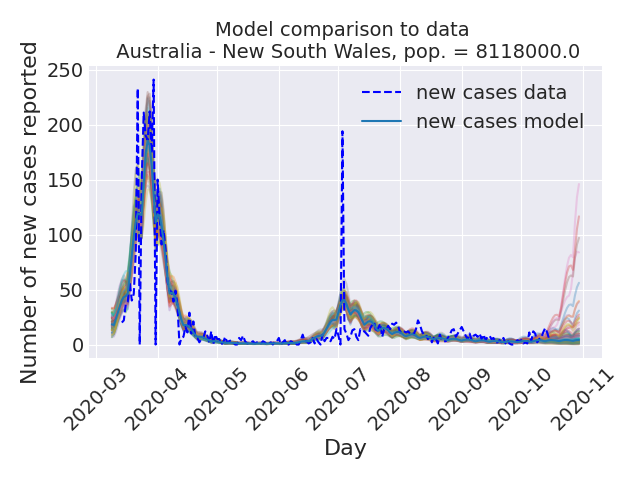 Model comparison to data
Australia - New South Wales, pop. = 8118000.0
new cases data
new cases model
Number of new cases reported
250
200
150
100
50
0
2020-03
2020-04
2020-05
2020-06
2020-07
2020-08
2020-09
2020-10
2020-11
Day